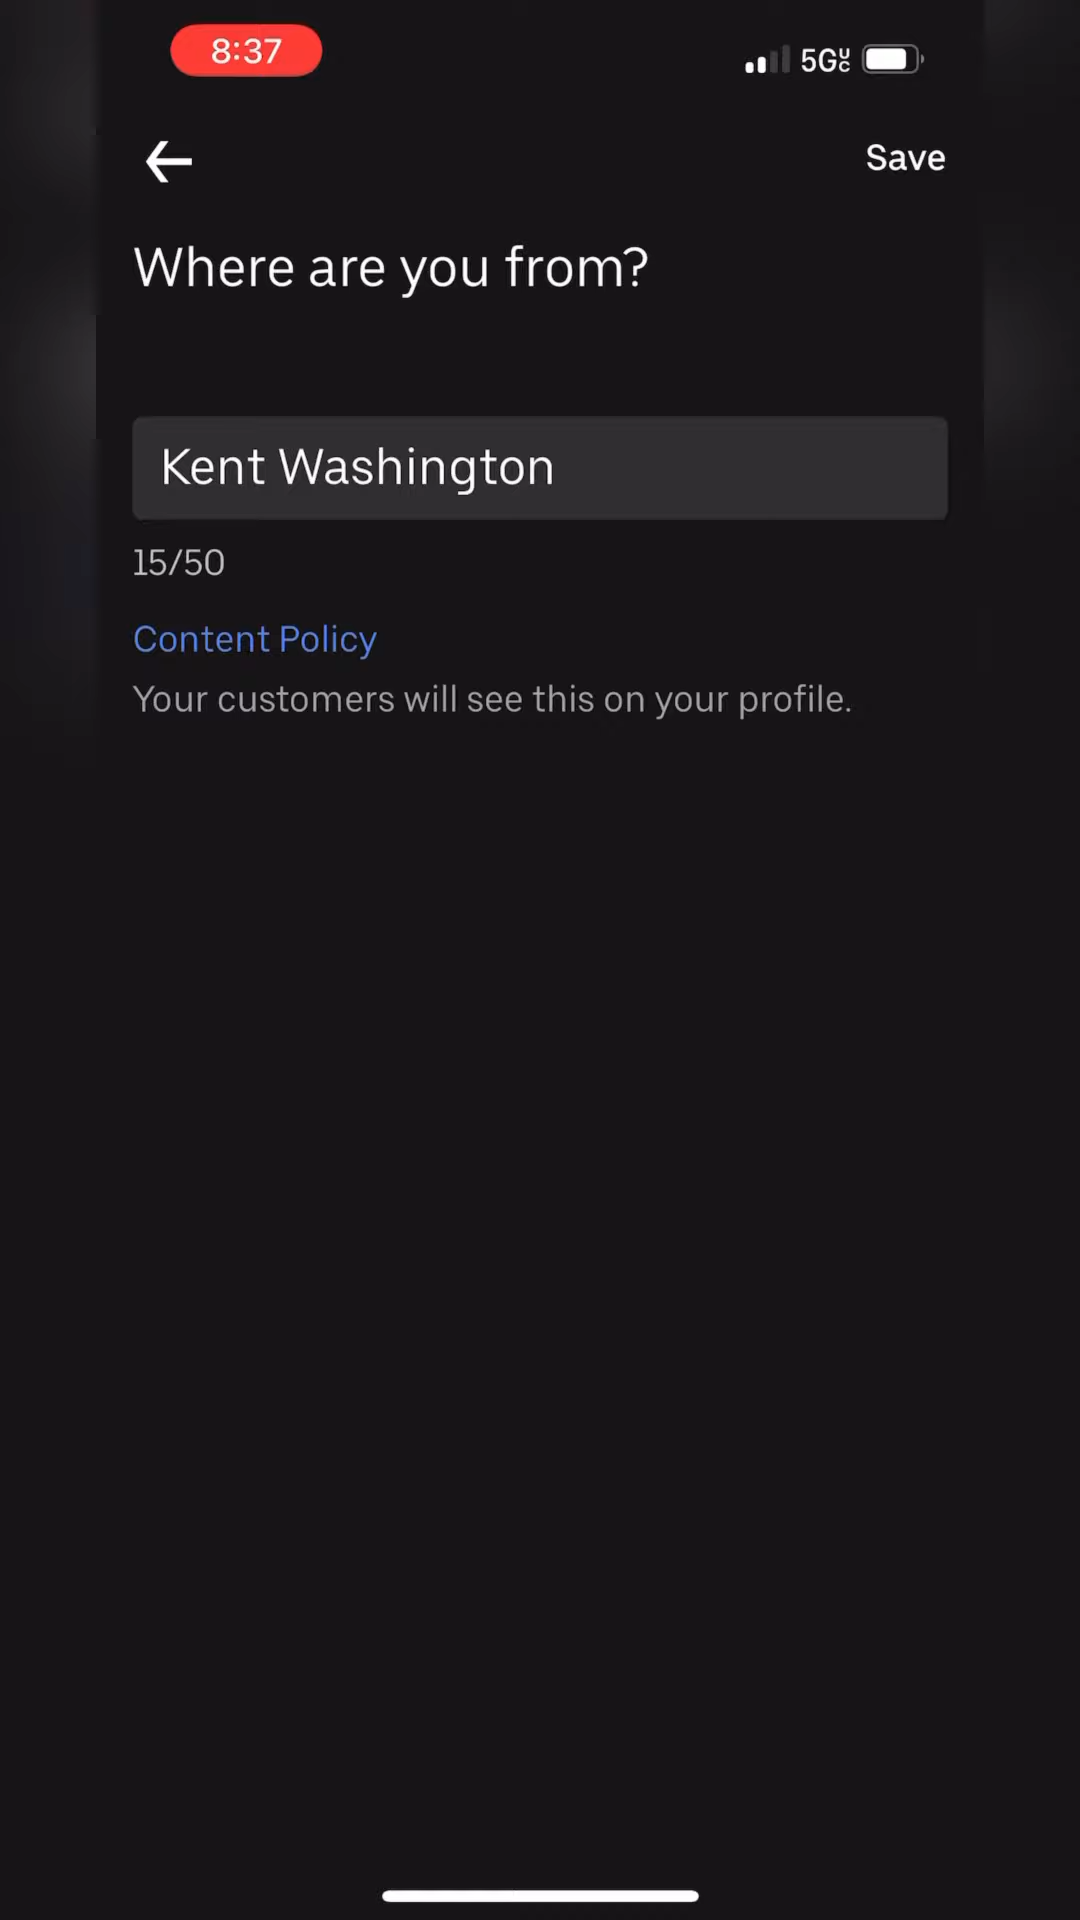 8:37
5GUC
Save
Where are you from?
Kent Washington
15/50
Content Policy
Your customers will see this on your profile.